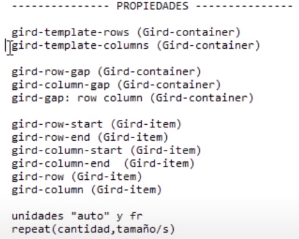 --------------- PROPIEDADES ---------------
gird-template-rows (Gird-container)
gird-template-columns (Gird-container)
gird-row-gap (Gird-container)
gird-column-gap (Gird-container)
grid-gap: row column (Gird-container)
gird-row-start (Gird-item)
gird-row-end (Gird-item)
gird-column-start (Gird-item)
gird-column-end  (Gird-item)
gird-row (Gird-item)
gird-column (Gird-item)
unidades "auto" y fr
repeat(cantidad,tamaño/s)